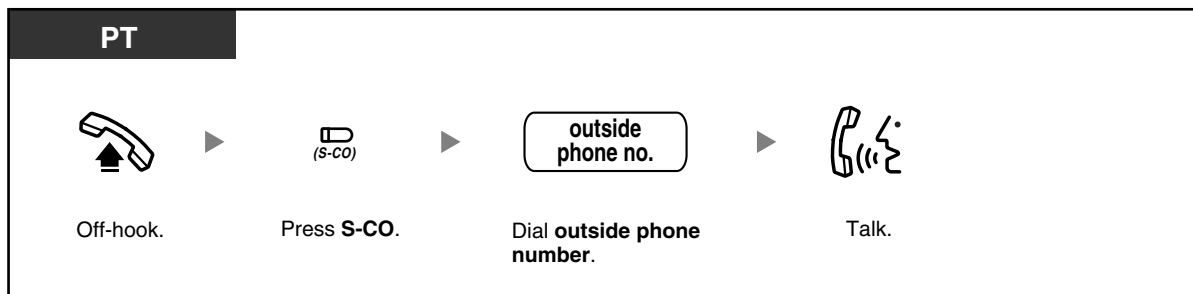 PT
(S-CO)
outside
phone no.
Off-hook.
Press S-CO.
Dial outside phone
number.
Talk.